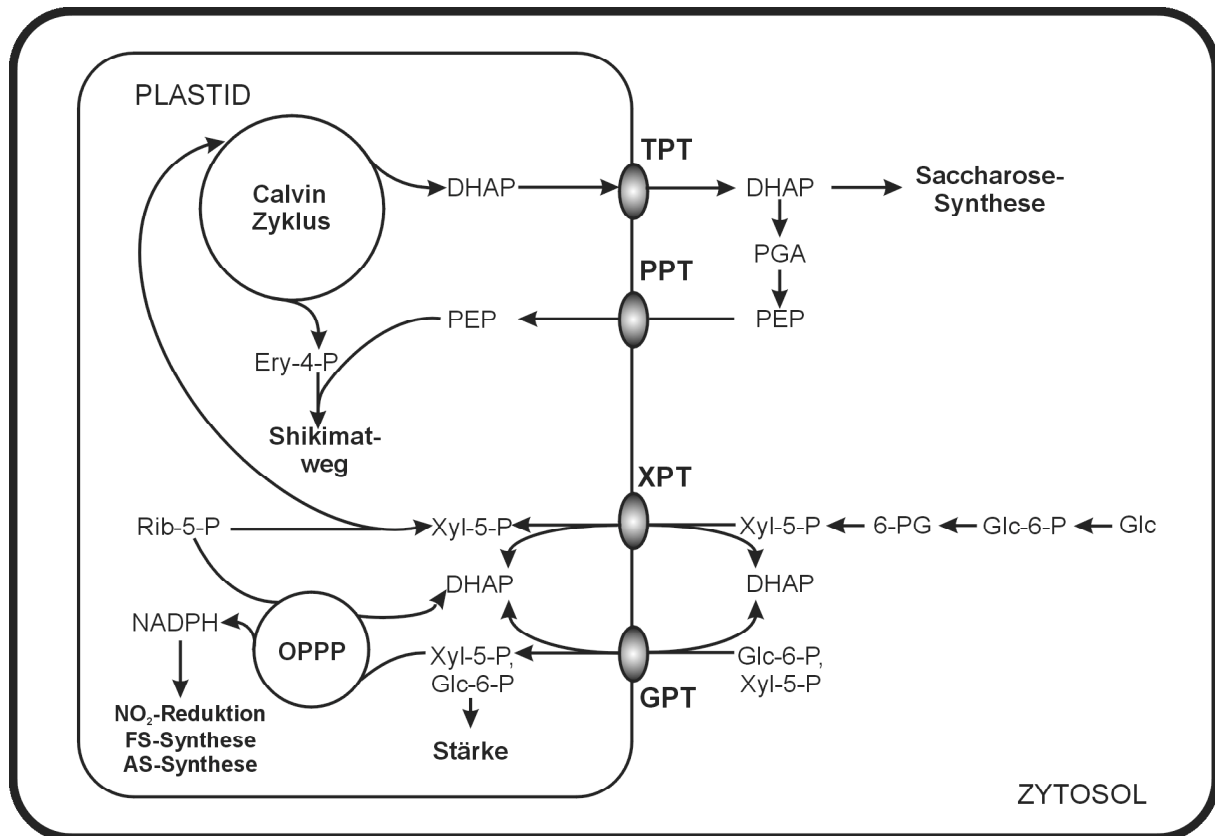 PLASTID
Calvin
Zyklus
DHAP
TPT
DHAP
Saccharose-
Synthese
PGA
PPT
PEP
PEP
Ery-4-P
Shikimat-
weg
XPT
Rib-5-P
Xyl-5-P
Xyl-5-P
6-PG
Glc-6-P
Glc
DHAP
DHAP
NADPH
OPPP
Xyl-5-P,
Glc-6-P
Glc-6-P,
Xyl-5-P
GPT
NO₂-Reduktion
FS-Synthese
AS-Synthese
Stärke
ZYTOSOL